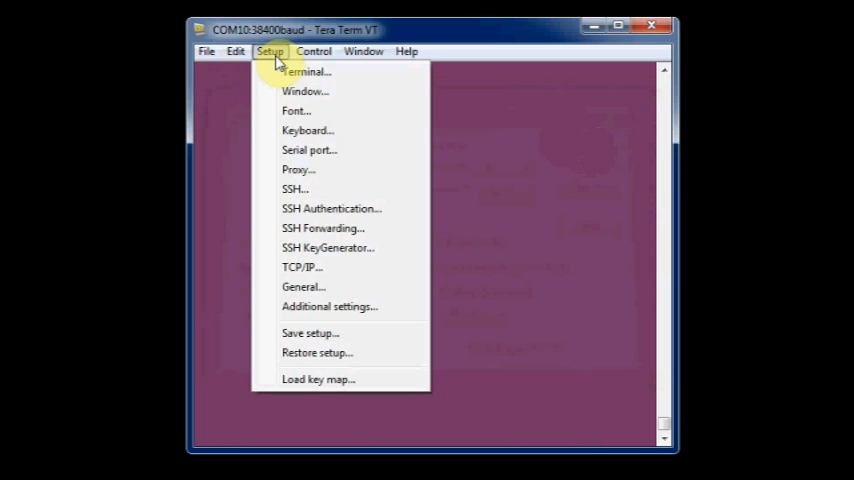 COM10:38400baud - Tera Term VT
File Edit Setup Control Window Help
Terminal...
Window...
Font...
Keyboard...
Serial port...
Proxy...
SSH...
SSH Authentication...
SSH Forwarding...
SSH KeyGenerator...
TCP/IP...
General...
Additional settings...
Save setup...
Restore setup...
Load key map...